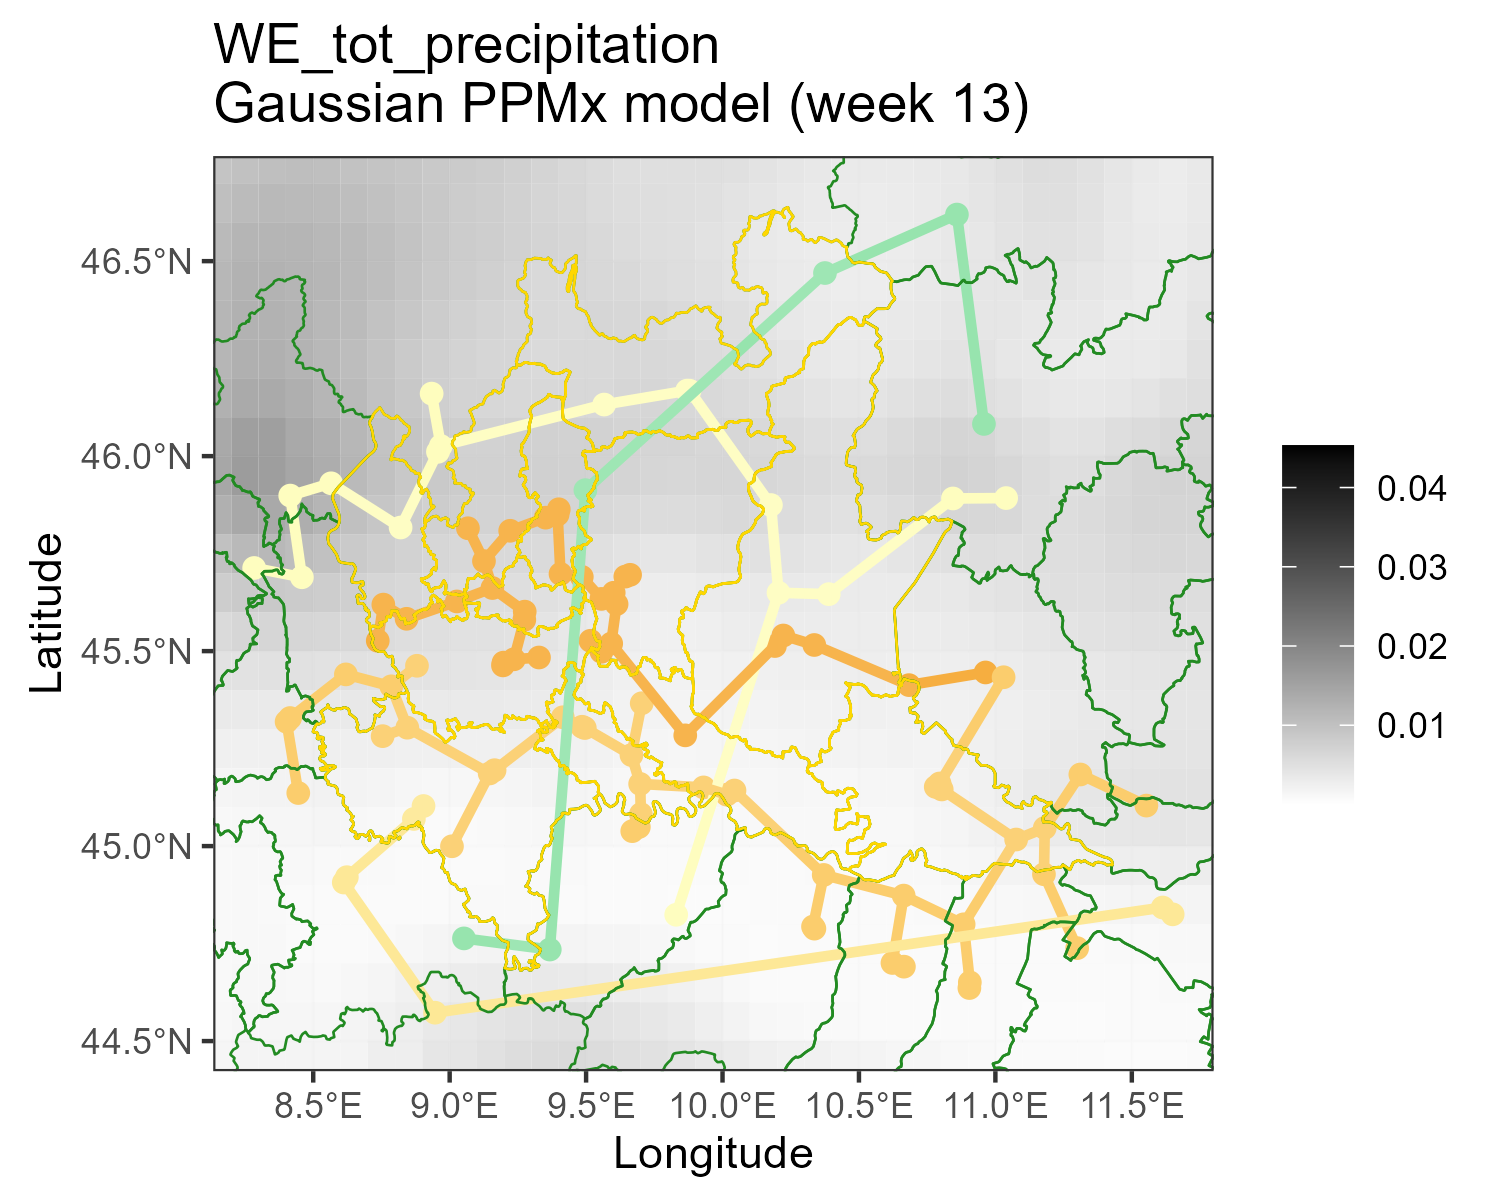 WE_tot_precipitation
Gaussian PPMx model (week 13)
46.5°N
46.0°N
45.5°N
45.0°N
44.5°N
Latitude
8.5°E
9.0°E
9.5°E
10.0°E
10.5°E
11.0°E
11.5°E
Longitude
0.04
0.03
0.02
0.01